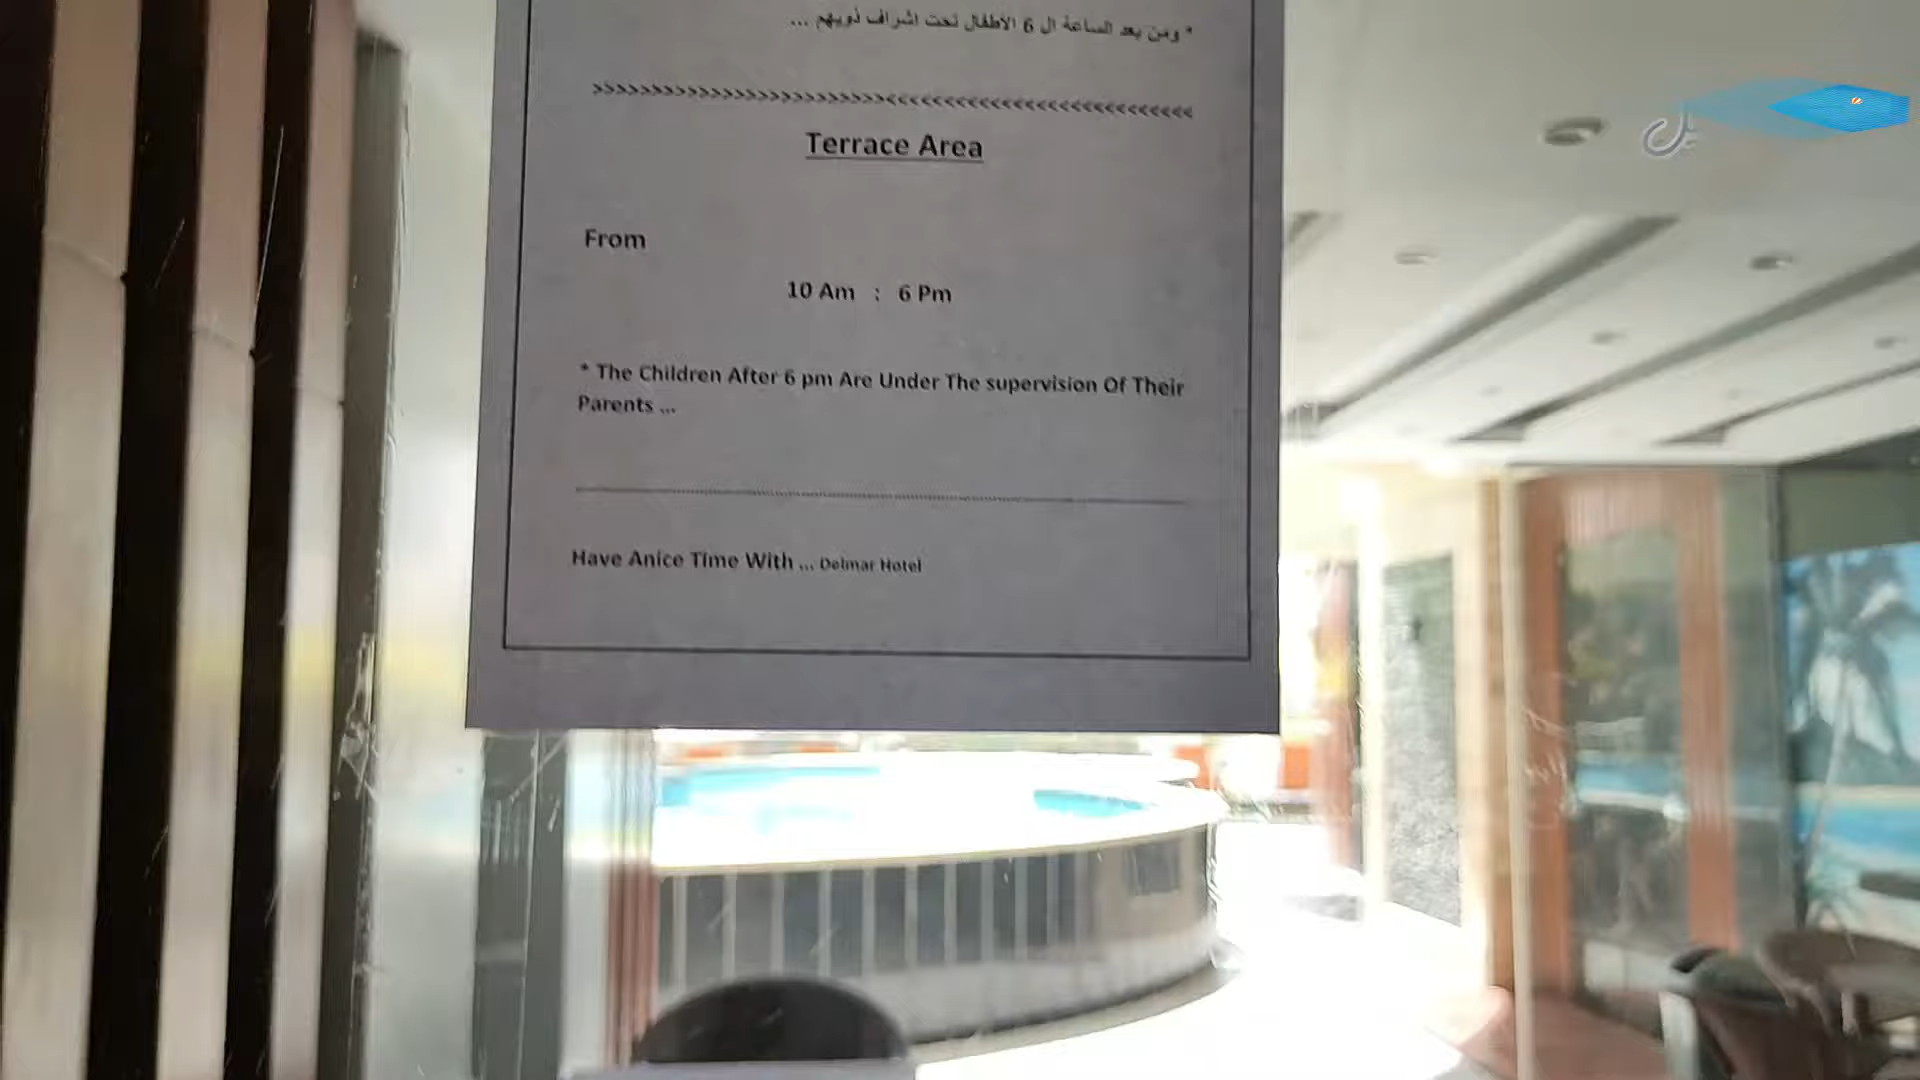 * ومن بعد الساعة ال 6 الاطفال تحت اشراف ذويهم ...
>>>>>>>>>>>>>>>>>>>>>>>>>><<<<<<<<<<<<<<<<<<<<<<<<<<<
Terrace Area
From
10 Am : 6 Pm
* The Children After 6 pm Are Under The supervision Of Their
Parents ...
Have Anice Time With ... Delmar Hotel